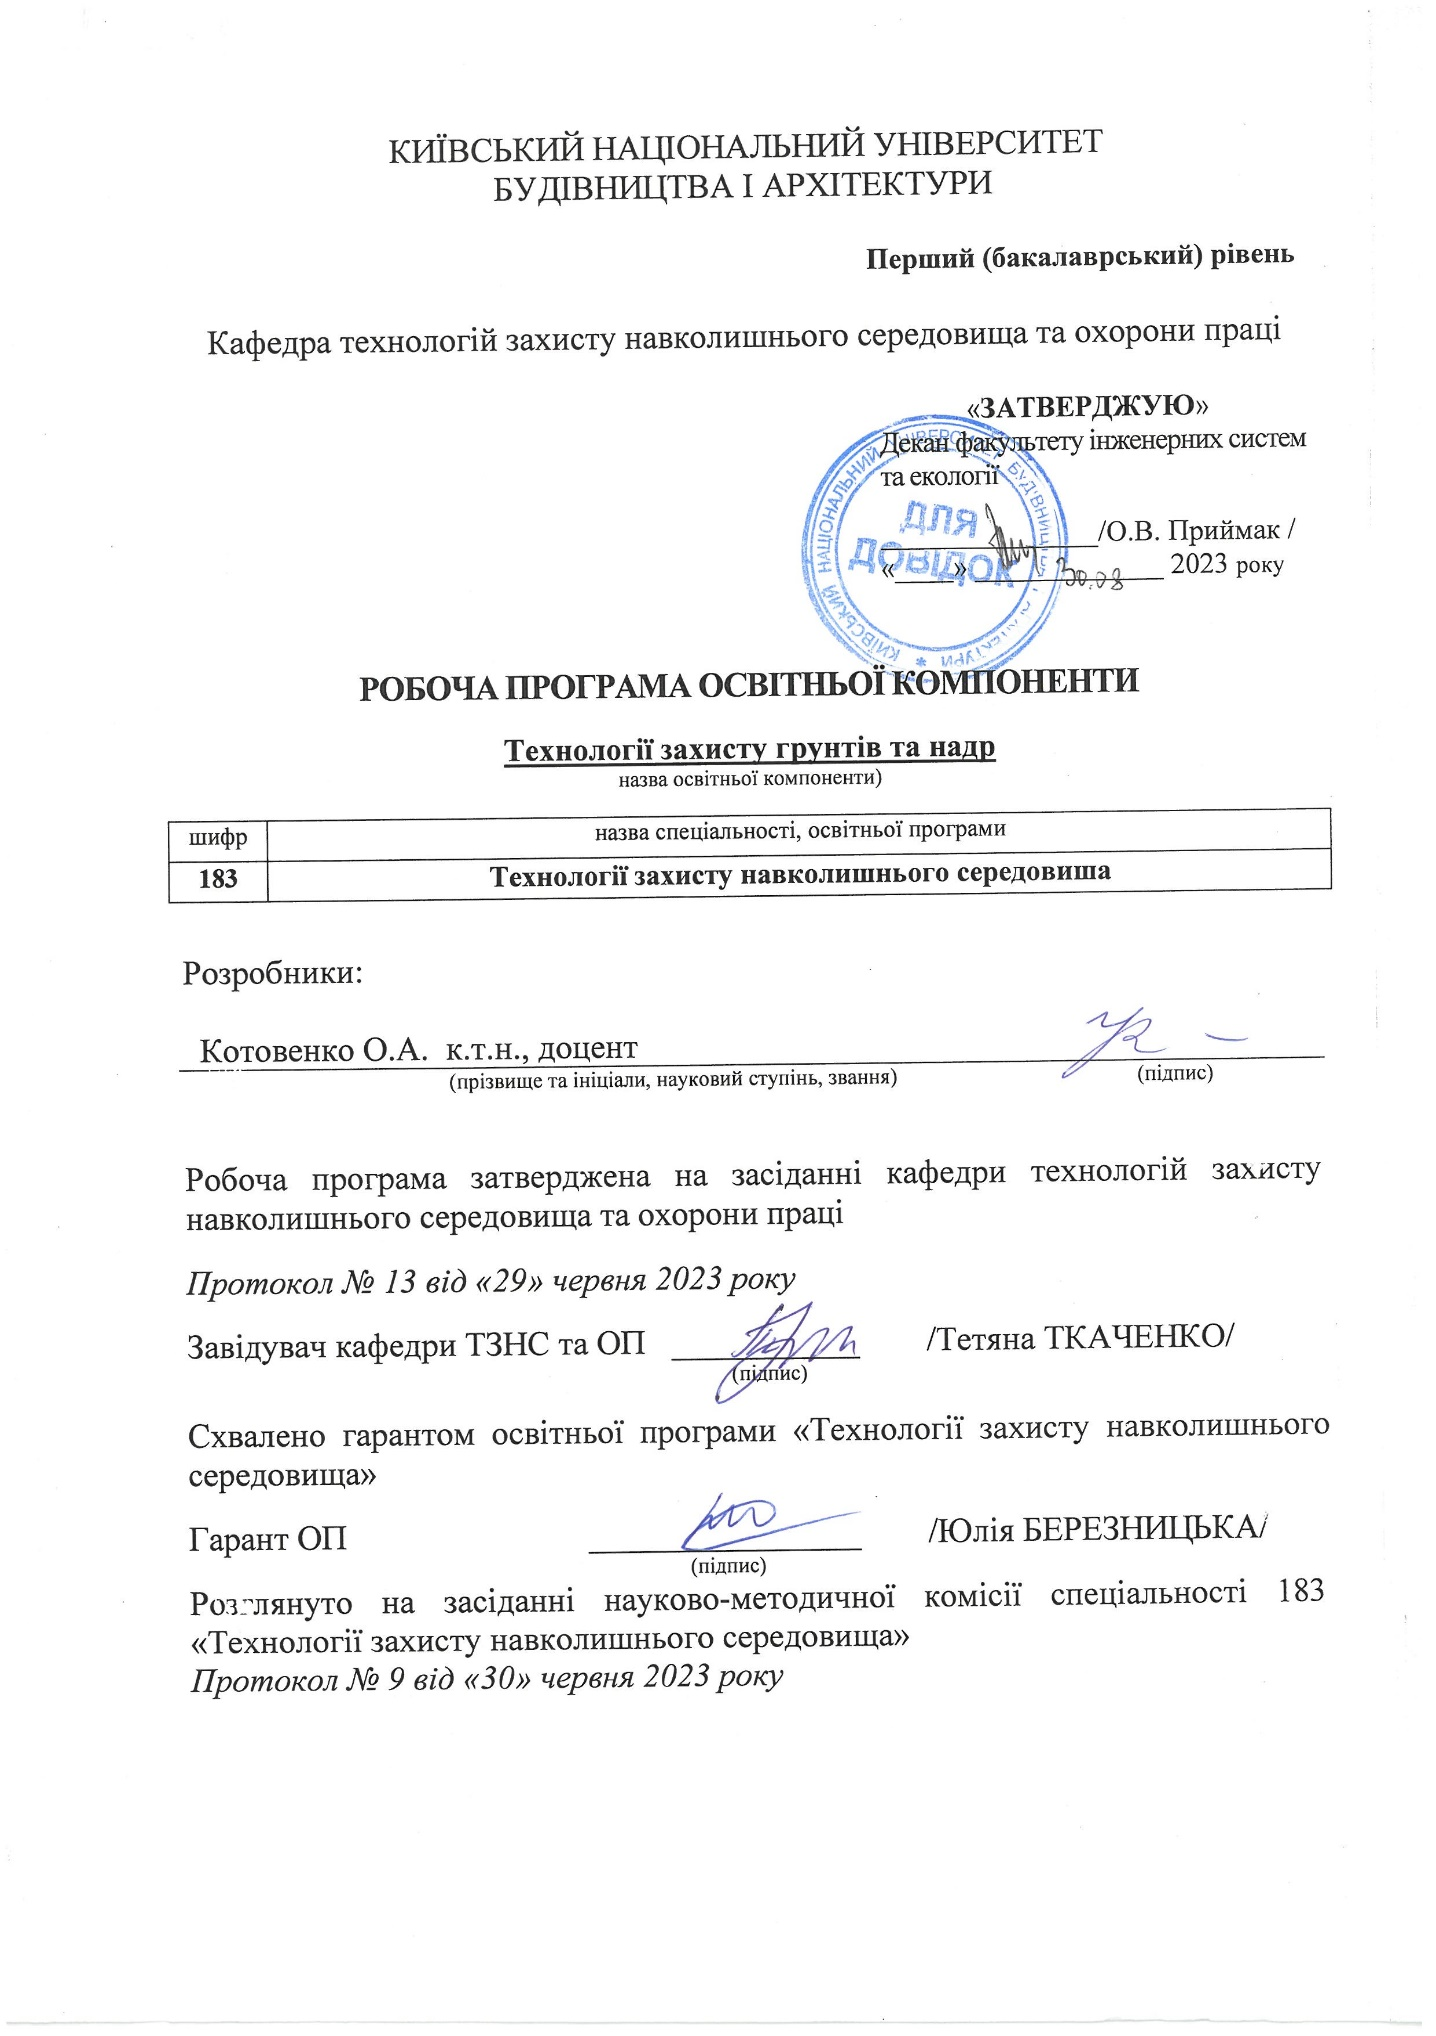 КИЇВСЬКИЙ НАЦІОНАЛЬНИЙ УНІВЕРСИТЕТ
БУДІВНИЦТВА І АРХІТЕКТУРИ
Перший (бакалаврський) рівень
Кафедра технологій захисту навколишнього середовища та охорони праці
«ЗАТВЕРДЖУЮ»
Декан факультету інженерних систем
та екології
/О.В. Приймак /
«____» 30.08 2023 року
КИЇВСЬКИЙ НАЦІОНАЛЬНИЙ УНІВЕРСИТЕТ
ДЛЯ
ДОВІДОК
РОБОЧА ПРОГРАМА ОСВІТНЬОЇ КОМПОНЕНТИ
Технології захисту грунтів та надр
назва освітньої компоненти)
шифр назва спеціальності, освітньої програми
183 Технології захисту навколишнього середовиша
Розробники:
Котовенко О.А. к.т.н., доцент
(прізвище та ініціали, науковий ступінь, звання) (підпис)
Робоча програма затверджена на засіданні кафедри технологій захисту
навколишнього середовища та охорони праці
Протокол № 13 від «29» червня 2023 року
Завідувач кафедри ТЗНС та ОП /Тетяна ТКАЧЕНКО/
(підпис)
Схвалено гарантом освітньої програми «Технології захисту навколишнього
середовища»
Гарант ОП /Юлія БЕРЕЗНИЦЬКА/
(підпис)
Розглянуто на засіданні науково-методичної комісії спеціальності 183
«Технології захисту навколишнього середовища»
Протокол № 9 від «30» червня 2023 року